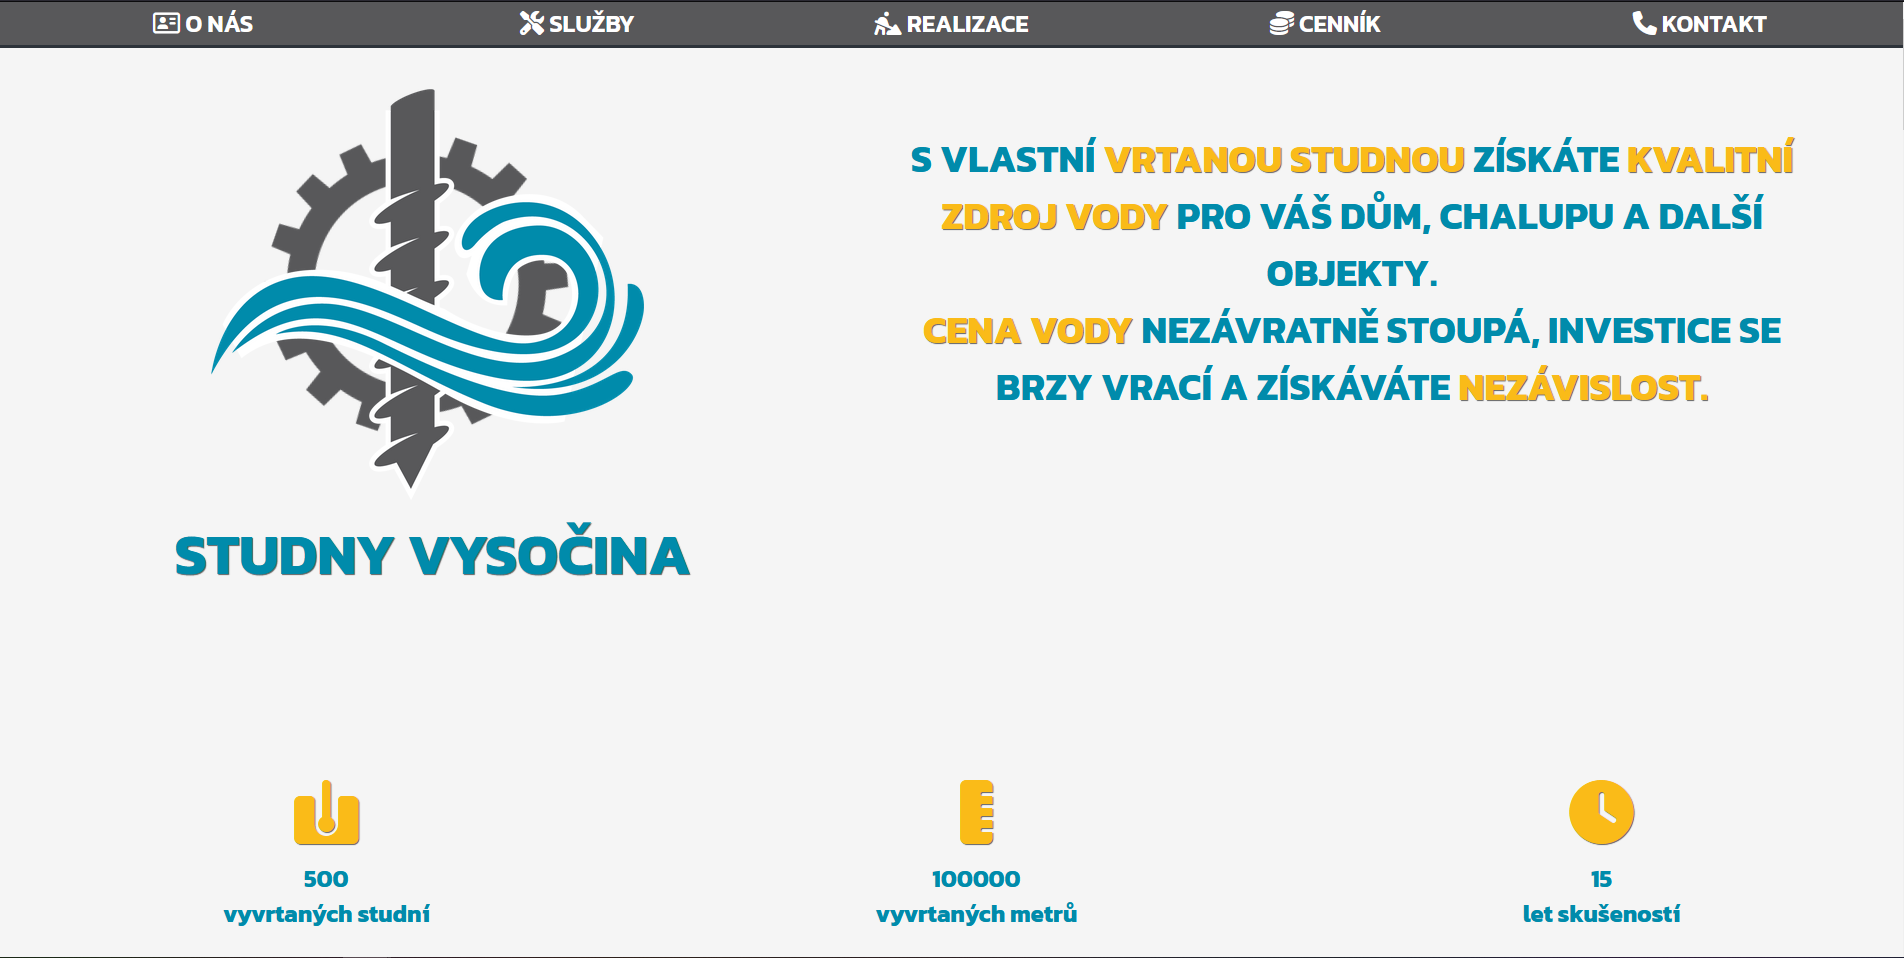 O NÁS
SLUŽBY
REALIZACE
CENNÍK
KONTAKT
S VLASTNÍ VRTANOU STUDNOU ZÍSKÁTE KVALITNÍ
ZDROJ VODY PRO VÁŠ DŮM, CHALUPU A DALŠÍ
OBJEKTY.
CENA VODY NEZÁVRATNĚ STOUPÁ, INVESTICE SE
BRZY VRACÍ A ZÍSKÁVÁTE NEZÁVISLOST.
STUDNY VYSOČINA
500
vyvrtaných studní
100000
vyvrtaných metrů
15
let skušeností